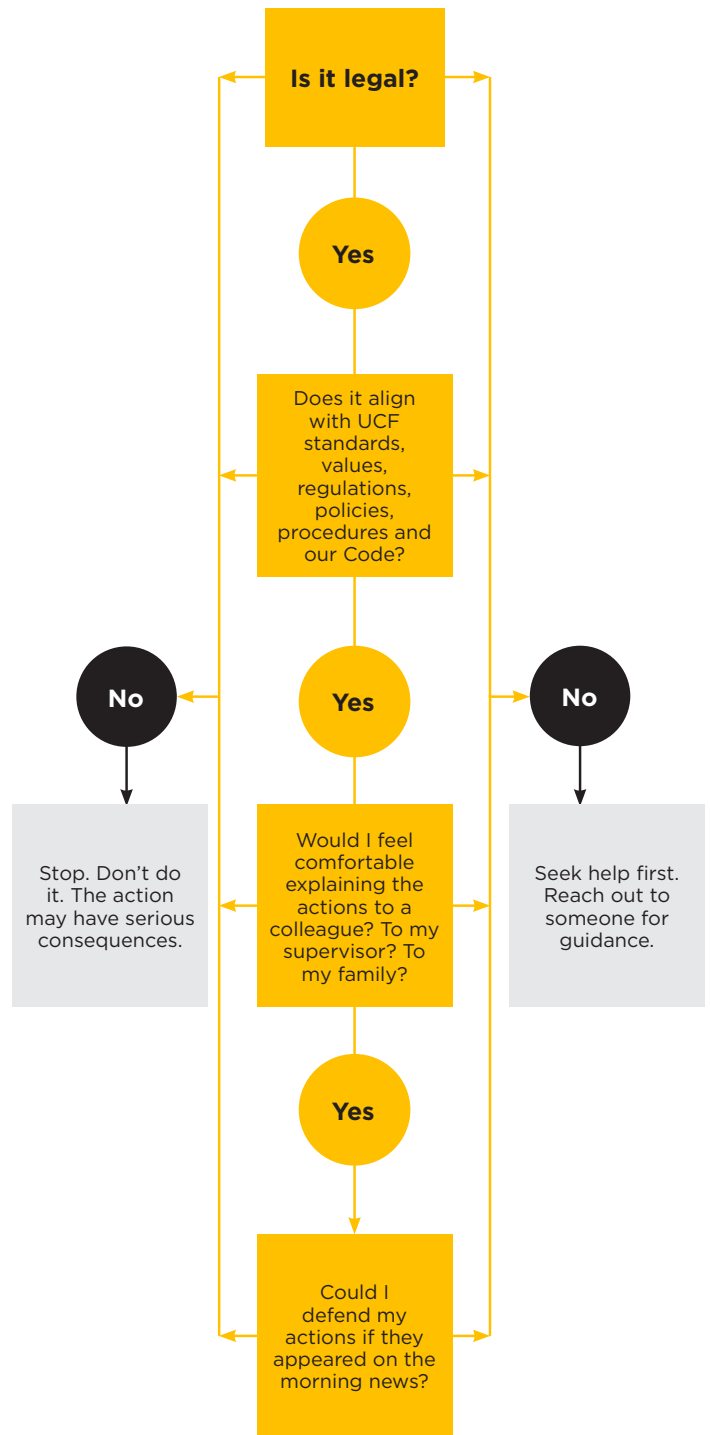 Is it legal?
Yes
Does it align
with UCF
standards,
values,
regulations,
policies,
procedures and
our Code?
No
Yes
No
Stop. Don’t do
it. The action
may have serious
consequences.
Would I feel
comfortable
explaining the
actions to a
colleague? To my
supervisor? To
my family?
Seek help first.
Reach out to
someone for
guidance.
Yes
Could I
defend my
actions if they
appeared on the
morning news?